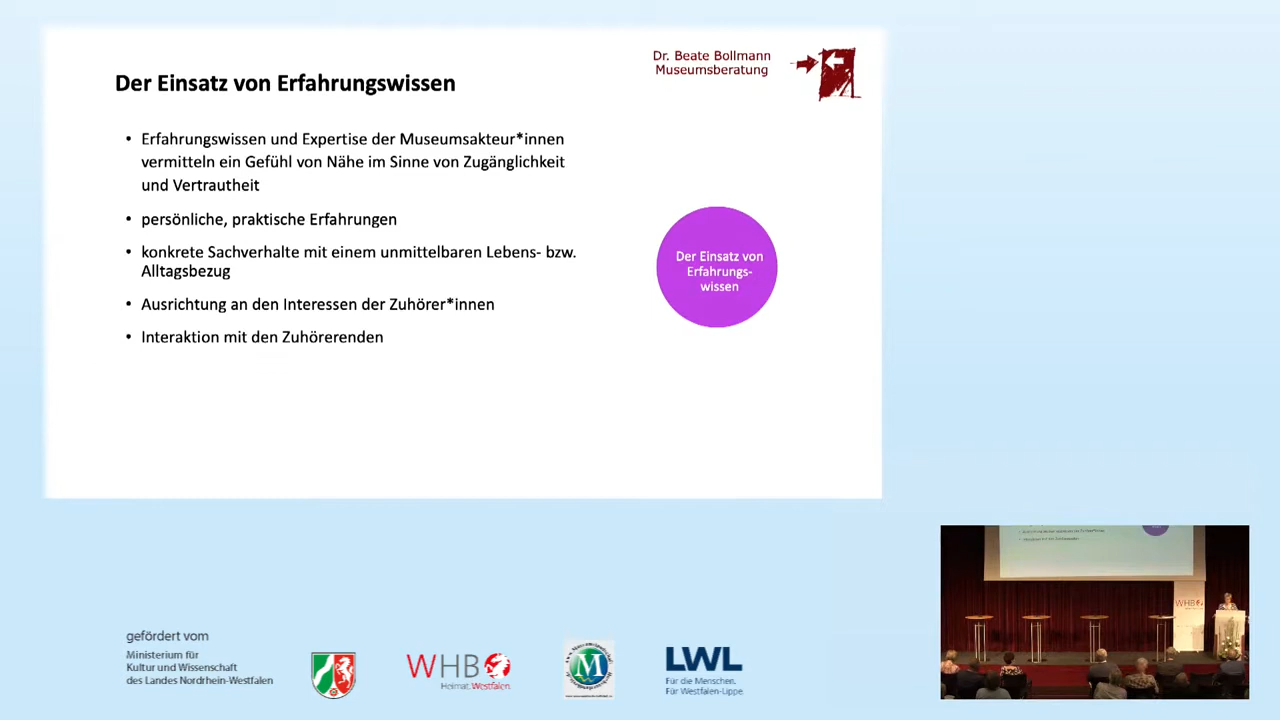 Dr. Beate Bollmann
Museumsberatung
Der Einsatz von Erfahrungswissen
• Erfahrungswissen und Expertise der Museumsakteur*innen
vermitteln ein Gefühl von Nähe im Sinne von Zugänglichkeit
und Vertrautheit
• persönliche, praktische Erfahrungen
• konkrete Sachverhalte mit einem unmittelbaren Lebens- bzw.
Alltagsbezug
• Ausrichtung an den Interessen der Zuhörer*innen
• Interaktion mit den Zuhörerenden
Der Einsatz von
Erfahrungs-
wissen
gefördert vom
Ministerium für
Kultur und Wissenschaft
des Landes Nordrhein-Westfalen
WHB
Heimat. Westfalen.
M
LWL
Für die Menschen.
Für Westfalen-Lippe.
WHB